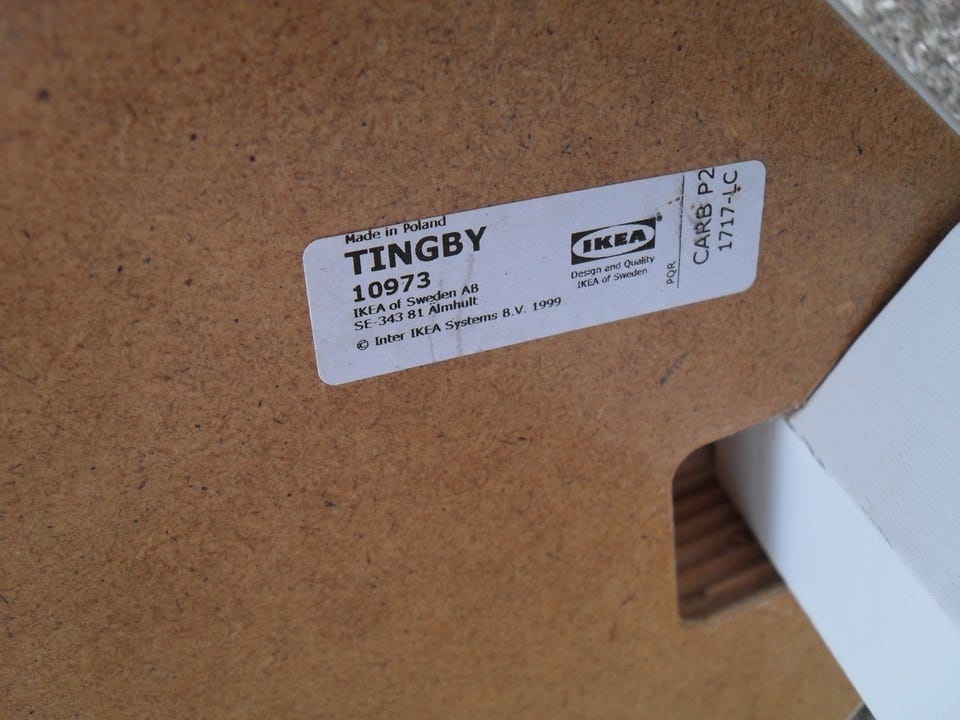 Made in Poland
TINGBY
10973
IKEA of Sweden AB
SE-343 81 Älmhult
© Inter IKEA Systems B.V. 1999
IKEA
Design and Quality
IKEA of Sweden
PQR
CARB P2
1717-LC